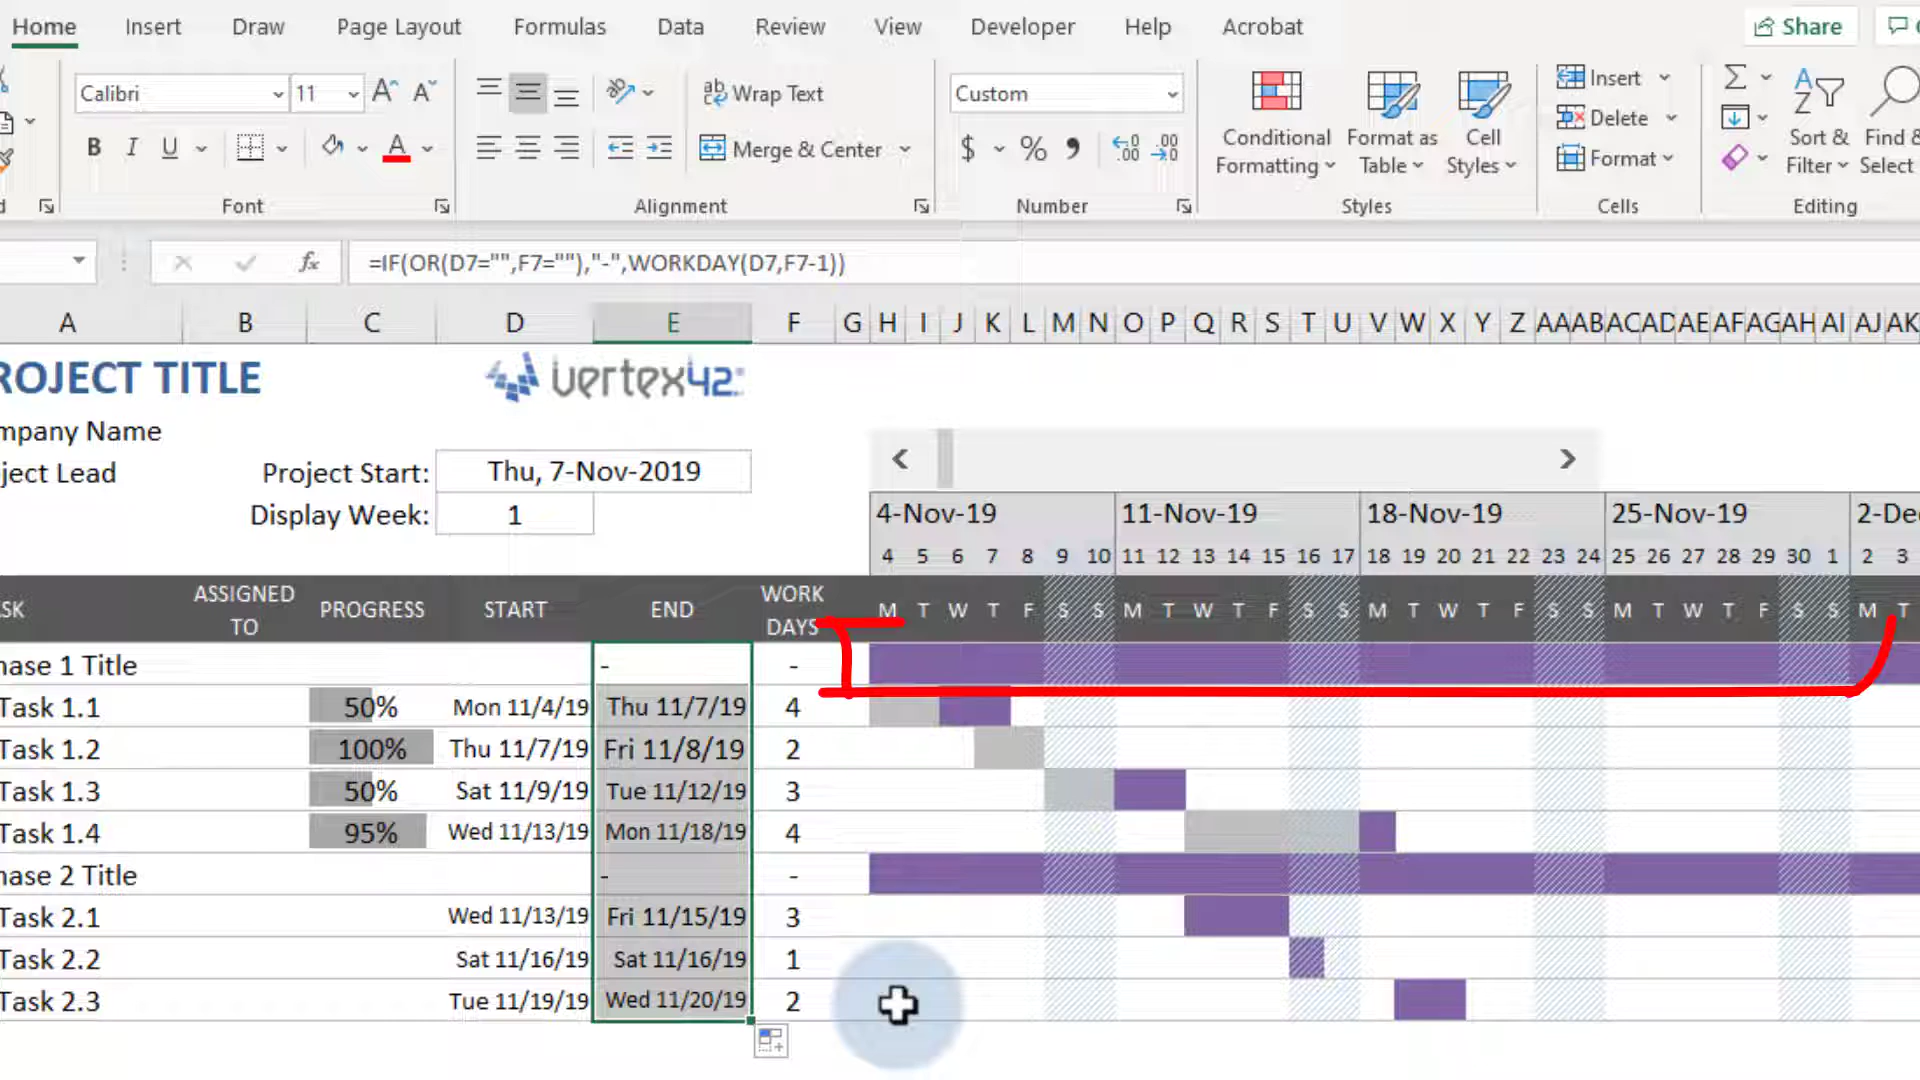 Home Insert Draw Page Layout Formulas Data Review View Developer Help Acrobat Share
Calibri 11 A A Wrap Text Custom Insert
Conditional Formatting Format as Table Cell Styles Delete Sort & Filter Find & Select
B I U A Merge & Center $ % Format
Font Alignment Number Styles Cells Editing
fx =IF(OR(D7="",F7=""),"-",WORKDAY(D7,F7-1))
A B C D E F G H I J K L M N O P Q R S T U V W X Y Z AA AB AC AD AE AF AG AH AI AJ AK
ROJECT TITLE vertex42
mpany Name
ject Lead Project Start: Thu, 7-Nov-2019
Display Week: 1
4-Nov-19 11-Nov-19 18-Nov-19 25-Nov-19 2-De
4 5 6 7 8 9 10 11 12 13 14 15 16 17 18 19 20 21 22 23 24 25 26 27 28 29 30 1 2 3
SK ASSIGNED TO PROGRESS START END WORK DAYS M T W T F S S M T W T F S S M T W T F S S M T W T F S S M T
hase 1 Title - -
Task 1.1 50% Mon 11/4/19 Thu 11/7/19 4
Task 1.2 100% Thu 11/7/19 Fri 11/8/19 2
Task 1.3 50% Sat 11/9/19 Tue 11/12/19 3
Task 1.4 95% Wed 11/13/19 Mon 11/18/19 4
hase 2 Title - -
Task 2.1 Wed 11/13/19 Fri 11/15/19 3
Task 2.2 Sat 11/16/19 Sat 11/16/19 1
Task 2.3 Tue 11/19/19 Wed 11/20/19 2